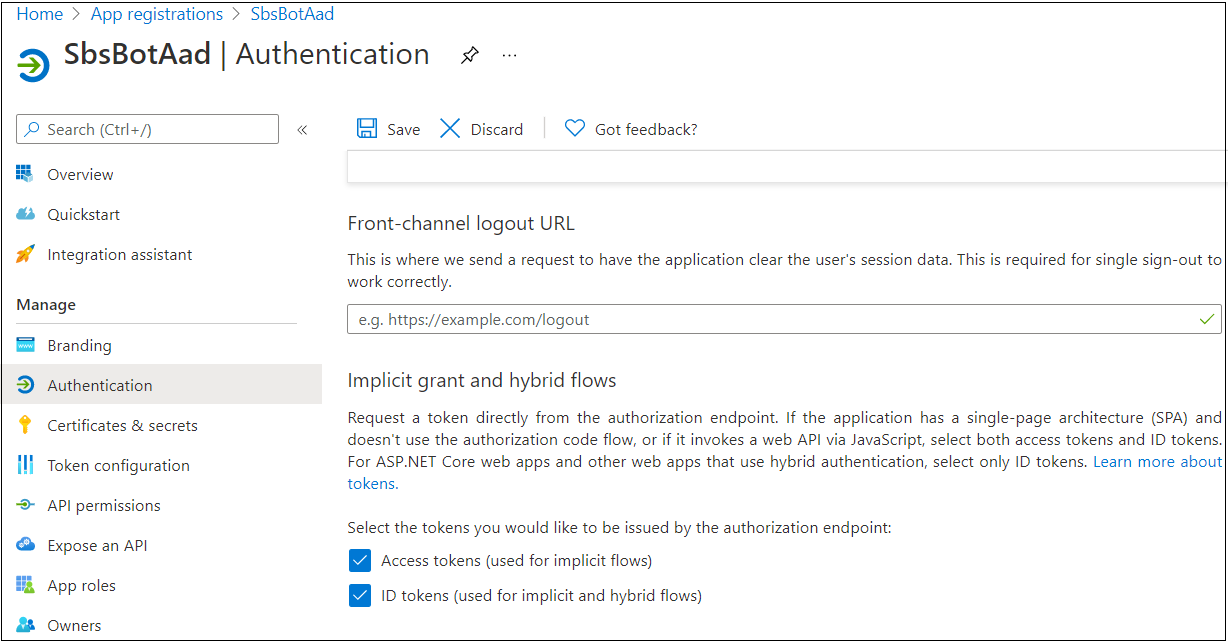 Home > App registrations > SbsBotAad
SbsBotAad | Authentication
Search (Ctrl+/)
Overview
Quickstart
Integration assistant
Manage
Branding
Authentication
Certificates & secrets
Token configuration
API permissions
Expose an API
App roles
Owners
Save Discard Got feedback?
Front-channel logout URL
This is where we send a request to have the application clear the user's session data. This is required for single sign-out to
work correctly.
e.g. https://example.com/logout
Implicit grant and hybrid flows
Request a token directly from the authorization endpoint. If the application has a single-page architecture (SPA) and
doesn't use the authorization code flow, or if it invokes a web API via JavaScript, select both access tokens and ID tokens.
For ASP.NET Core web apps and other web apps that use hybrid authentication, select only ID tokens. Learn more about
tokens.
Select the tokens you would like to be issued by the authorization endpoint:
Access tokens (used for implicit flows)
ID tokens (used for implicit and hybrid flows)